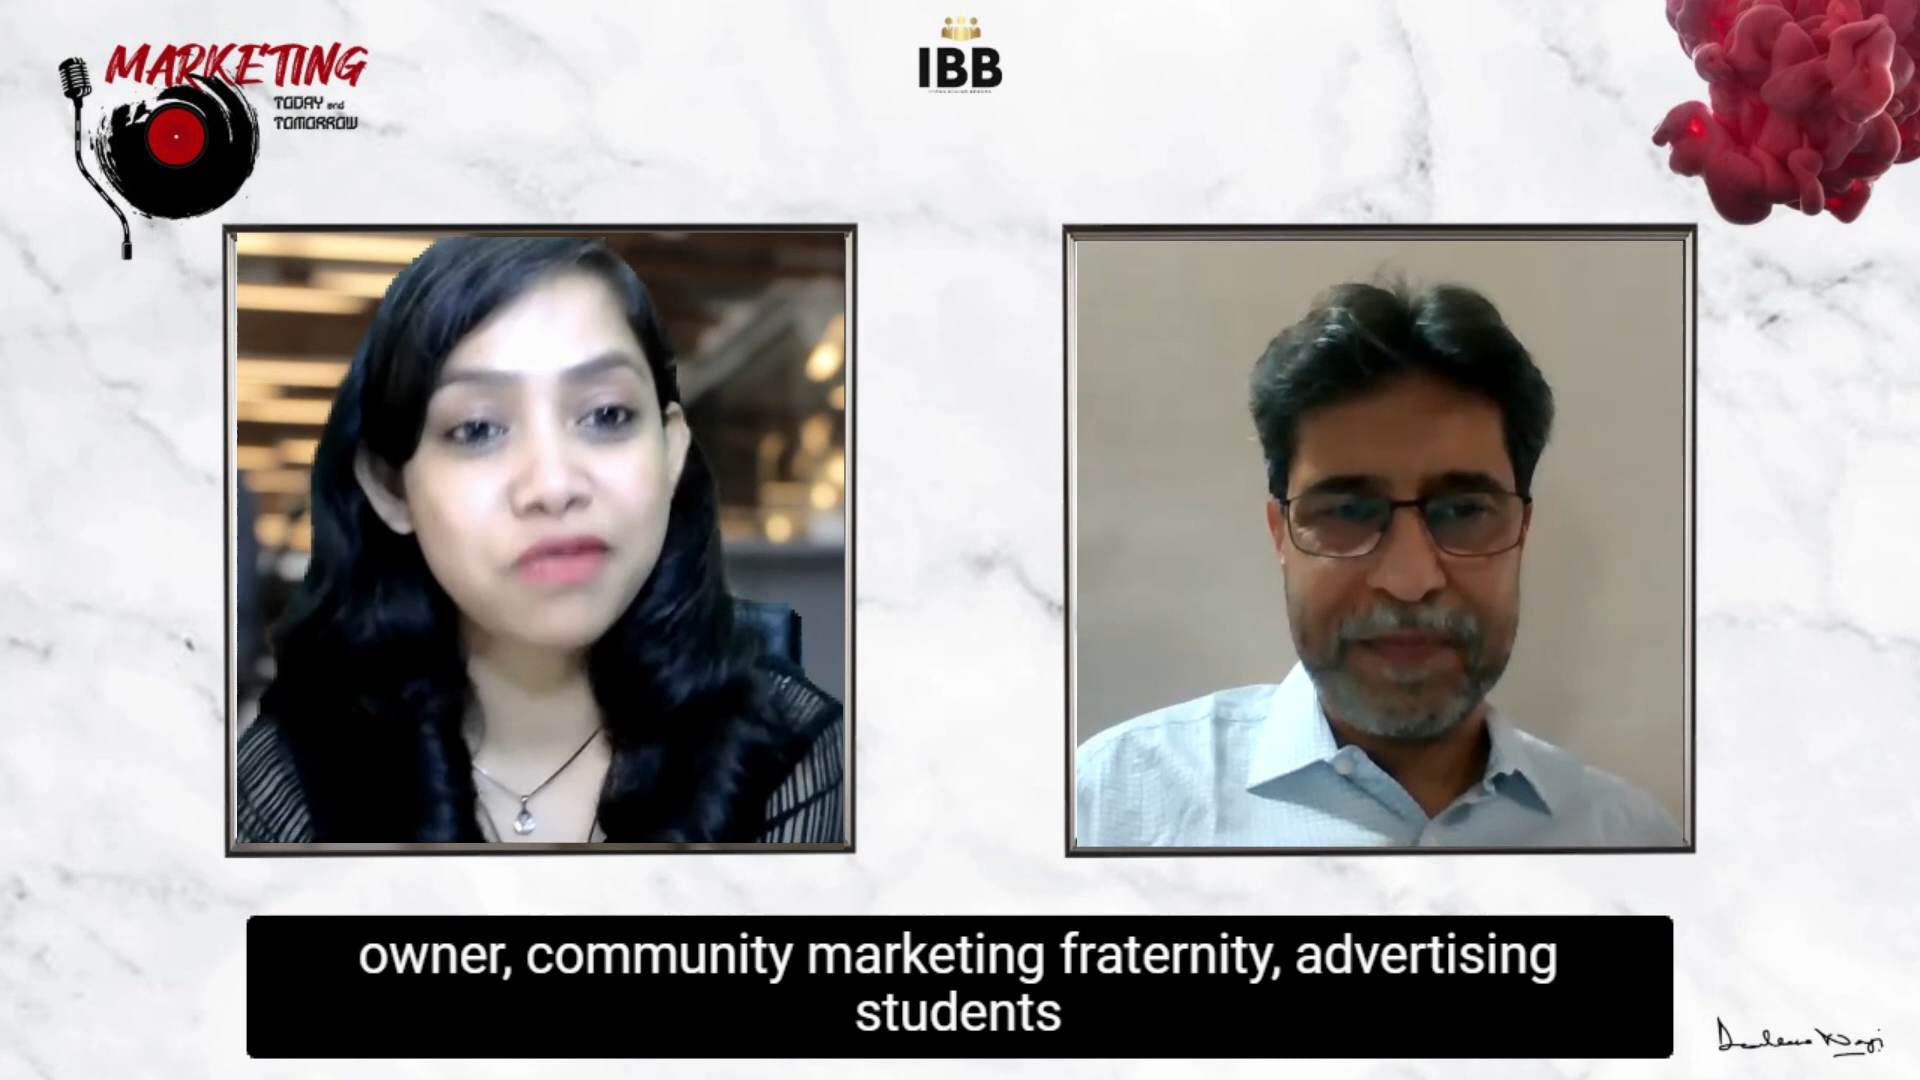 MARKETING
TODAY and
TOMORROW
IBB
owner, community marketing fraternity, advertising
students